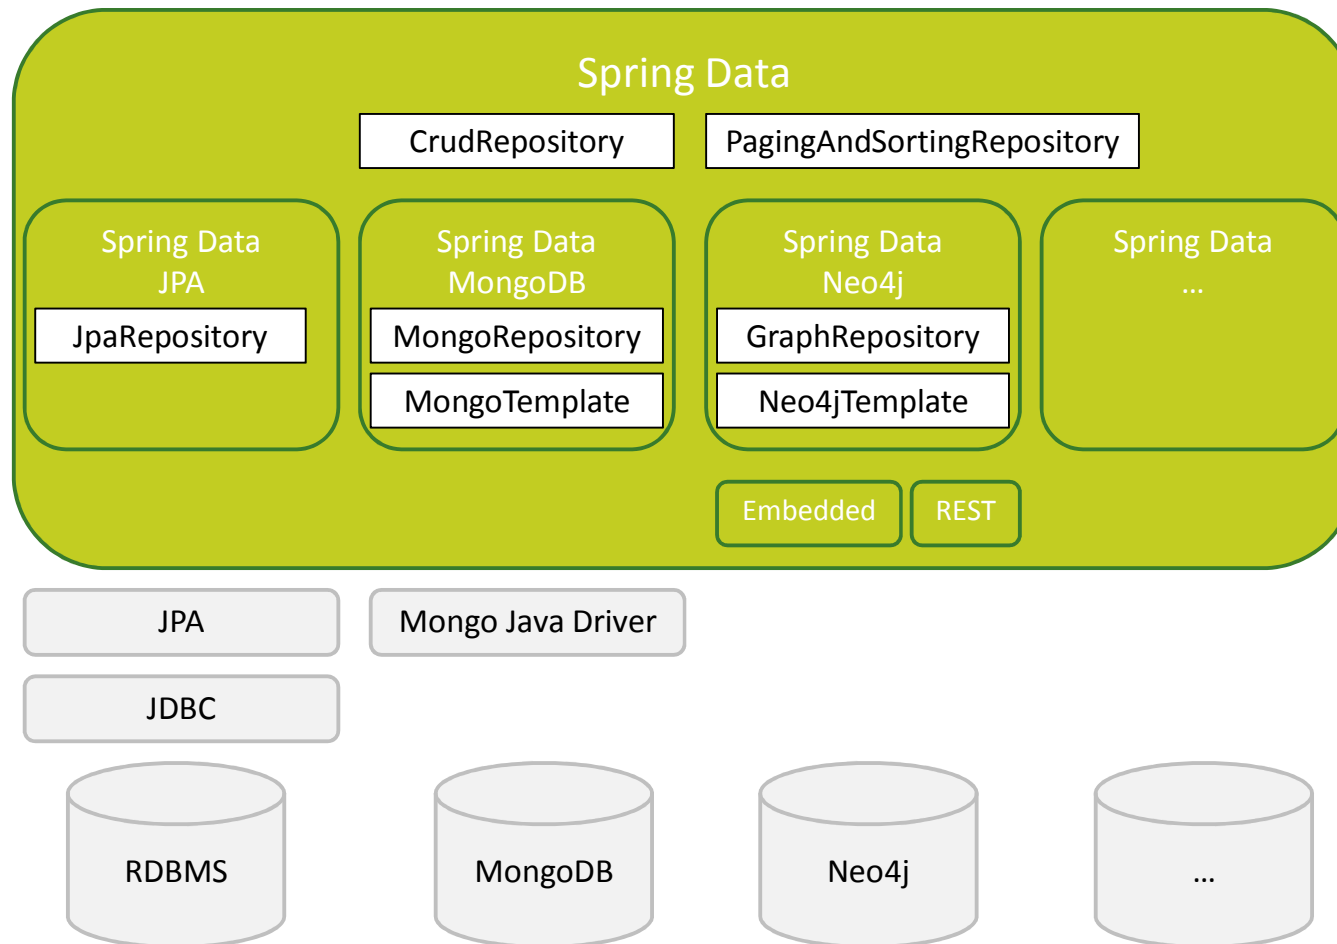 Spring Data
CrudRepository
PagingAndSortingRepository
Spring Data
JPA
JpaRepository
Spring Data
MongoDB
MongoRepository
MongoTemplate
Spring Data
Neo4j
GraphRepository
Neo4jTemplate
Spring Data
...
Embedded
REST
JPA
Mongo Java Driver
JDBC
RDBMS
MongoDB
Neo4j
...